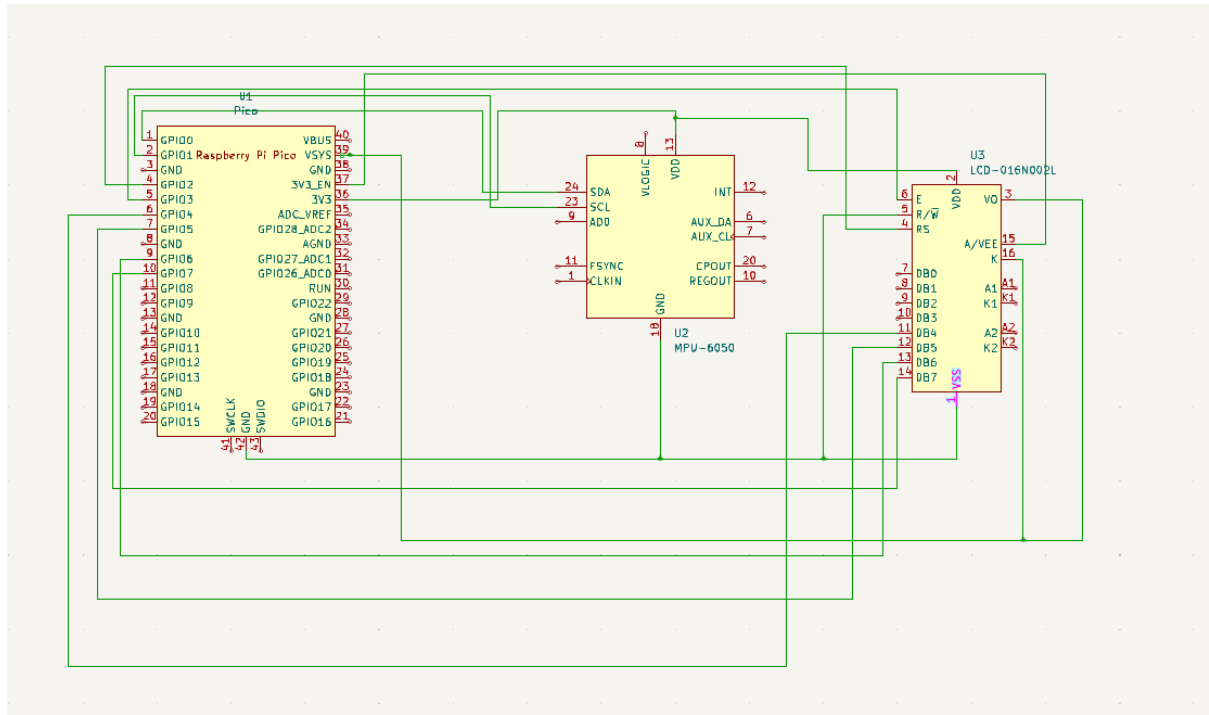 U1
Pico
Raspberry Pi Pico
1 GPIO0
2 GPIO1
3 GND
4 GPIO2
5 GPIO3
6 GPIO4
7 GPIO5
8 GND
9 GPIO6
10 GPIO7
11 GPIO8
12 GPIO9
13 GND
14 GPIO10
15 GPIO11
16 GPIO12
17 GPIO13
18 GND
19 GPIO14
20 GPIO15
VBUS 40
VSYS 39
GND 38
3V3_EN 37
3V3 36
ADC_VREF 35
GPIO28_ADC2 34
AGND 33
GPIO27_ADC1 32
GPIO26_ADC0 31
RUN 30
GPIO22 29
GND 28
GPIO21 27
GPIO20 26
GPIO19 25
GPIO18 24
GND 23
GPIO17 22
GPIO16 21
SWCLK 41
GND 42
SWDIO 43
8 VLOGIC
13 VDD
24 SDA
23 SCL
9 AD0
11 FSYNC
1 CLKIN
INT 12
AUX_DA 6
AUX_CL 7
CPOUT 20
REGOUT 10
GND 18
U2
MPU-6050
U3
LCD-016N002L
2 VDD
6 E
5 R/W
4 RS
7 DB0
8 DB1
9 DB2
10 DB3
11 DB4
12 DB5
13 DB6
14 DB7
VO 3
A/VEE 15
K 16
A1 A1
K1 K1
A2 A2
K2 K2
VSS 1